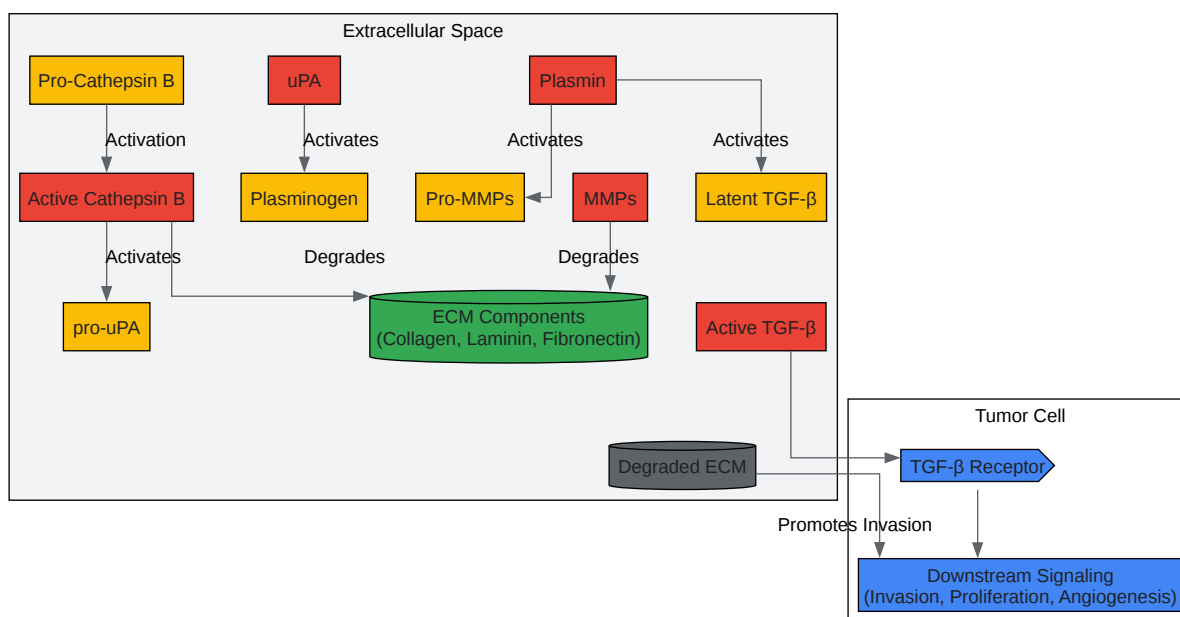 Extracellular Space
Pro-Cathepsin B
uPA
Plasmin
Activation
Activates
Activates
Activates
Active Cathepsin B
Plasminogen
Pro-MMPs
MMPs
Latent TGF-β
Activates
Degrades
Degrades
pro-uPA
ECM Components
(Collagen, Laminin, Fibronectin)
Active TGF-β
Tumor Cell
Degraded ECM
TGF-β Receptor
Promotes Invasion
Downstream Signaling
(Invasion, Proliferation, Angiogenesis)